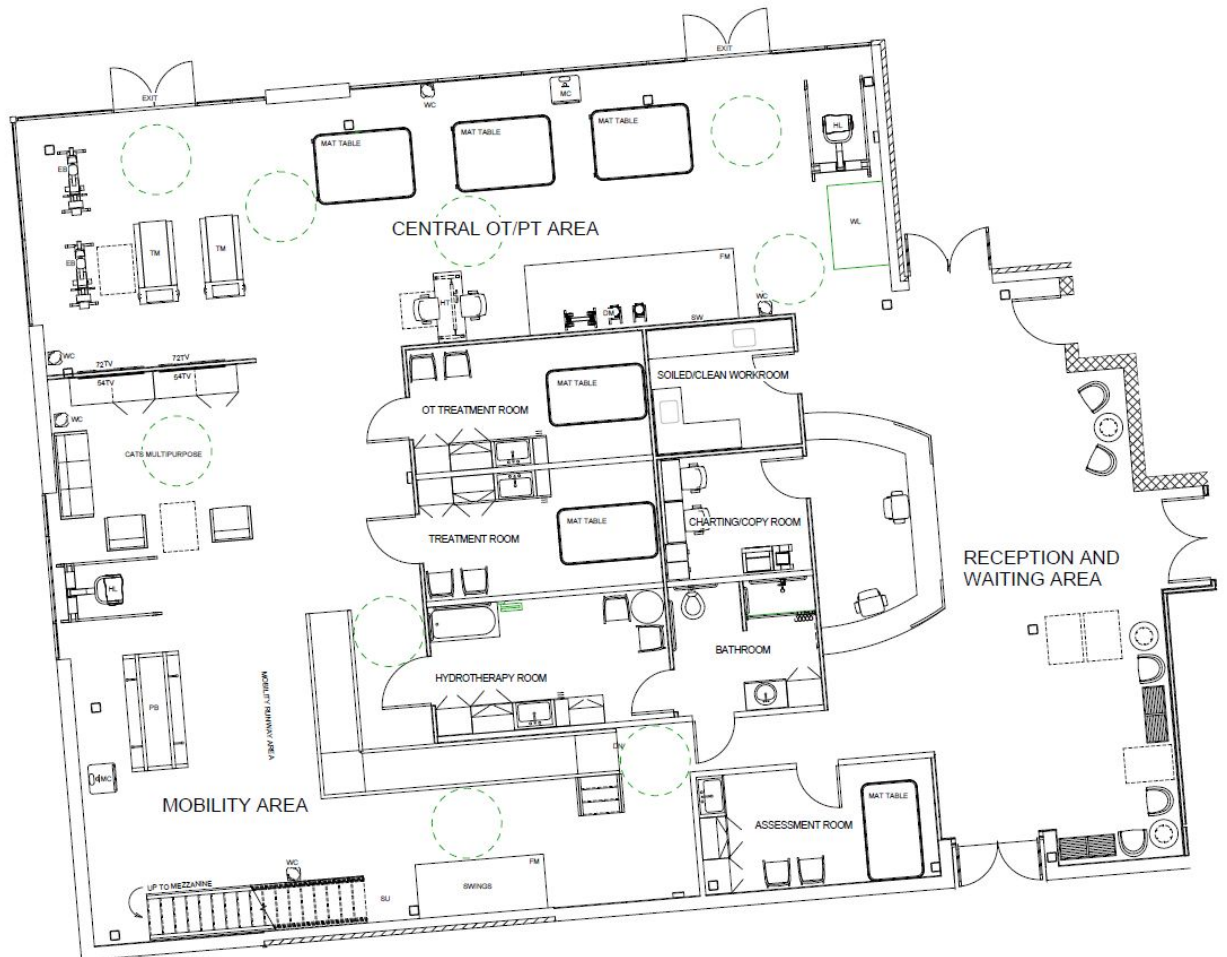 EXIT
EXIT
WC
MC
MAT TABLE
MAT TABLE
MAT TABLE
HL
EB
WL
CENTRAL OT/PT AREA
TM
TM
EB
FM
HT
DM
WC
SW
WC
72TV
72TV
54TV
54TV
WC
MAT TABLE
SOILED/CLEAN WORKROOM
OT TREATMENT ROOM
CATS MULTIPURPOSE
MAT TABLE
CHARTING/COPY ROOM
TREATMENT ROOM
RECEPTION AND
WAITING AREA
HL
BATHROOM
HYDROTHERAPY ROOM
MOBILITY RUNWAY AREA
PB
DN
MC
MOBILITY AREA
MAT TABLE
ASSESSMENT ROOM
WC
FM
UP TO MEZZANINE
SWINGS
SU